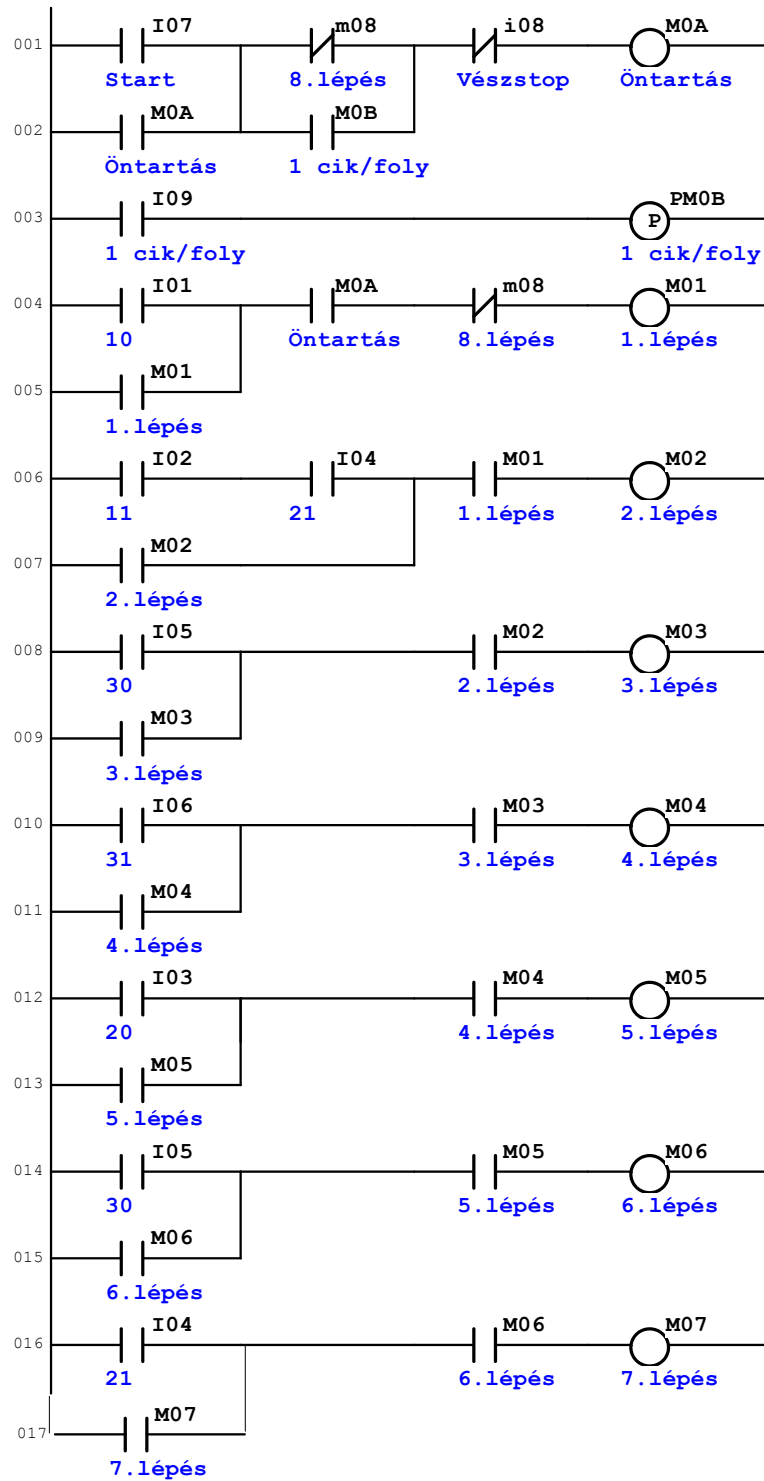 I07 m08 i08 M0A
001
Start 8.lépés Vészstop Öntartás
M0A M0B
002
Öntartás 1 cik/foly
I09 PM0B
003 P
1 cik/foly 1 cik/foly
I01 M0A m08 M01
004
10 Öntartás 8.lépés 1.lépés
M01
005
1.lépés
I02 I04 M01 M02
006
11 21 1.lépés 2.lépés
M02
007
2.lépés
I05 M02 M03
008
30 2.lépés 3.lépés
M03
009
3.lépés
I06 M03 M04
010
31 3.lépés 4.lépés
M04
011
4.lépés
I03 M04 M05
012
20 4.lépés 5.lépés
M05
013
5.lépés
I05 M05 M06
014
30 5.lépés 6.lépés
M06
015
6.lépés
I04 M06 M07
016
21 6.lépés 7.lépés
M07
017
7.lépés